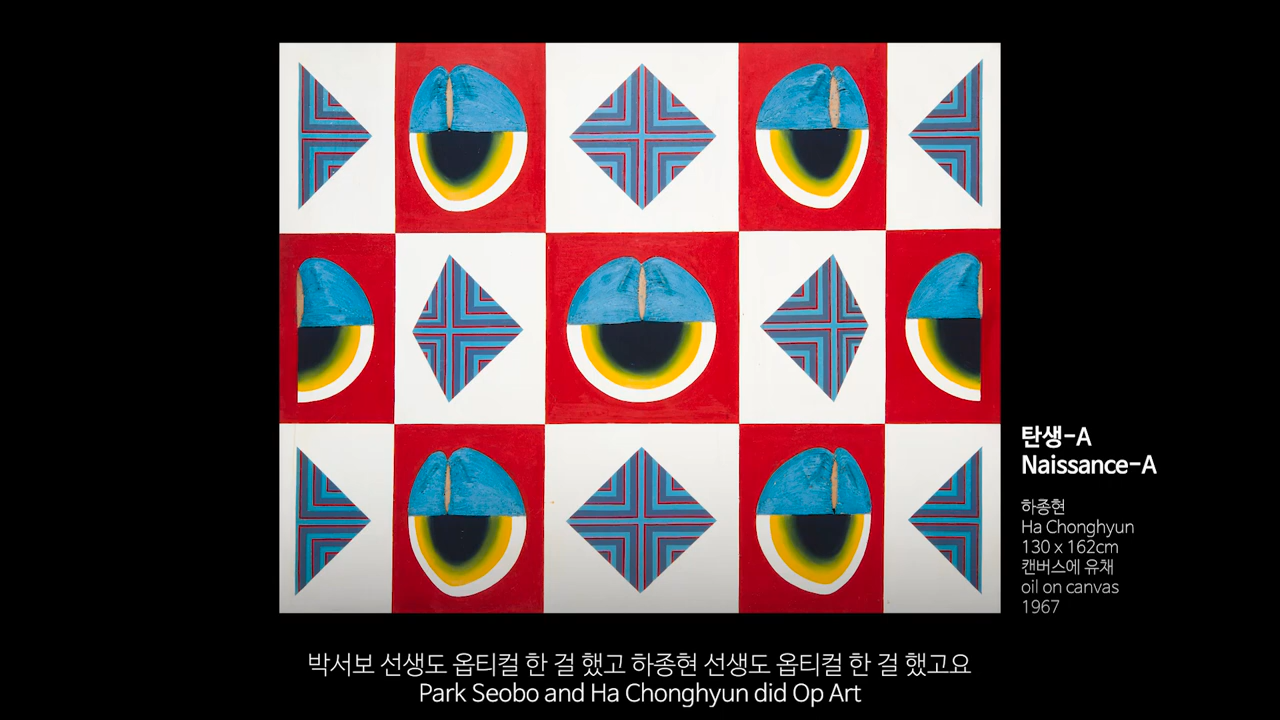 탄생-A
Naissance-A
하종현
Ha Chonghyun
130 x 162cm
캔버스에 유채
oil on canvas
1967
박서보 선생도 옵티컬 한 걸 했고 하종현 선생도 옵티컬 한 걸 했고요
Park Seobo and Ha Chonghyun did Op Art